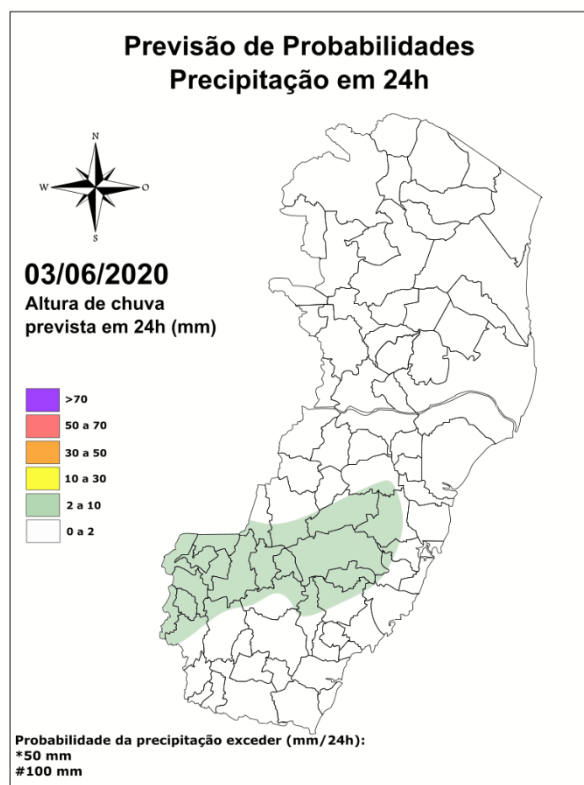 Previsão de Probabilidades
Precipitação em 24h
N
W
O
S
03/06/2020
Altura de chuva
prevista em 24h (mm)
>70
50 a 70
30 a 50
10 a 30
2 a 10
0 a 2
Probabilidade da precipitação exceder (mm/24h):
*50 mm
#100 mm